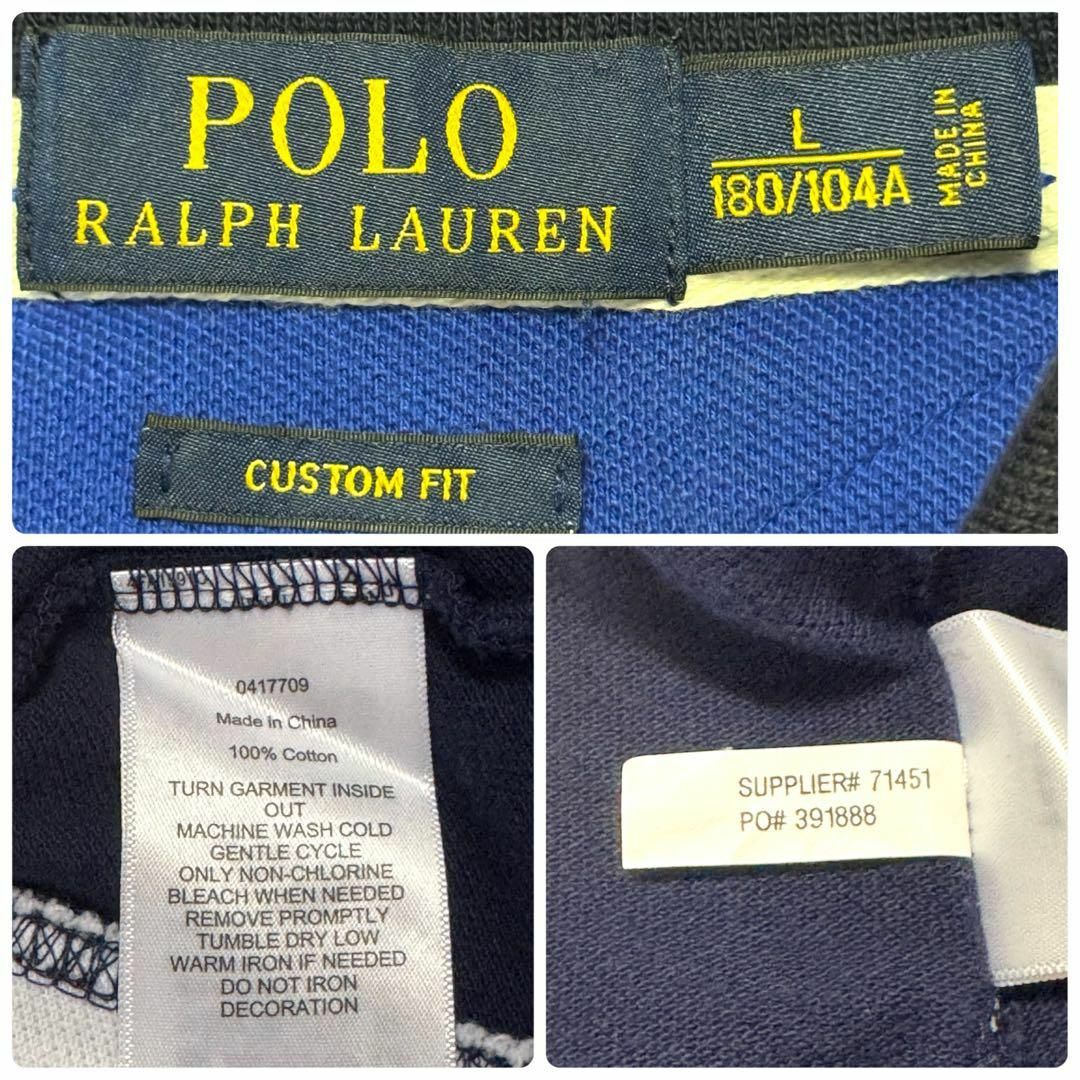 POLO
RALPH LAUREN
L
180/104A
MADE IN
CHINA
CUSTOM FIT
0417709
Made in China
100% Cotton
TURN GARMENT INSIDE
OUT
MACHINE WASH COLD
GENTLE CYCLE
ONLY NON-CHLORINE
BLEACH WHEN NEEDED
REMOVE PROMPTLY
TUMBLE DRY LOW
WARM IRON IF NEEDED
DO NOT IRON
DECORATION
SUPPLIER# 71451
PO# 391888